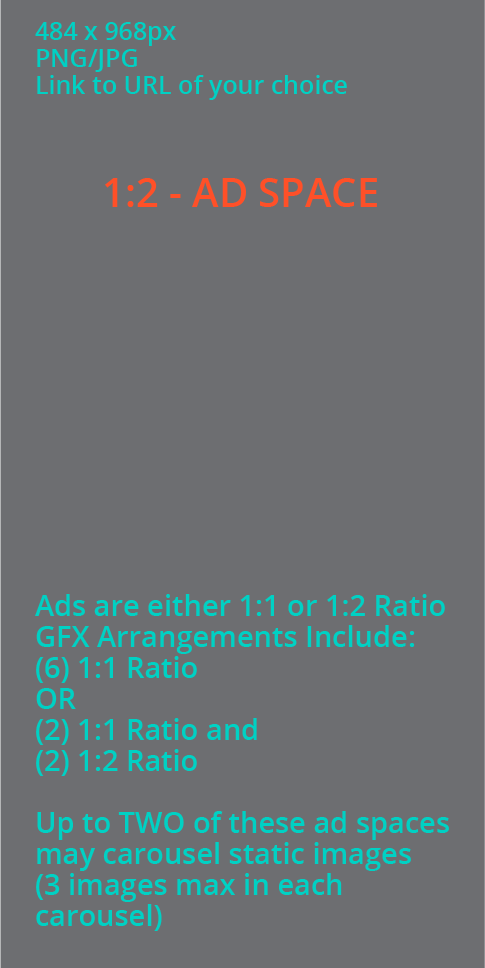 484 x 968px
PNG/JPG
Link to URL of your choice
1:2 - AD SPACE
Ads are either 1:1 or 1:2 Ratio
GFX Arrangements Include:
(6) 1:1 Ratio
OR
(2) 1:1 Ratio and
(2) 1:2 Ratio
Up to TWO of these ad spaces
may carousel static images
(3 images max in each
carousel)